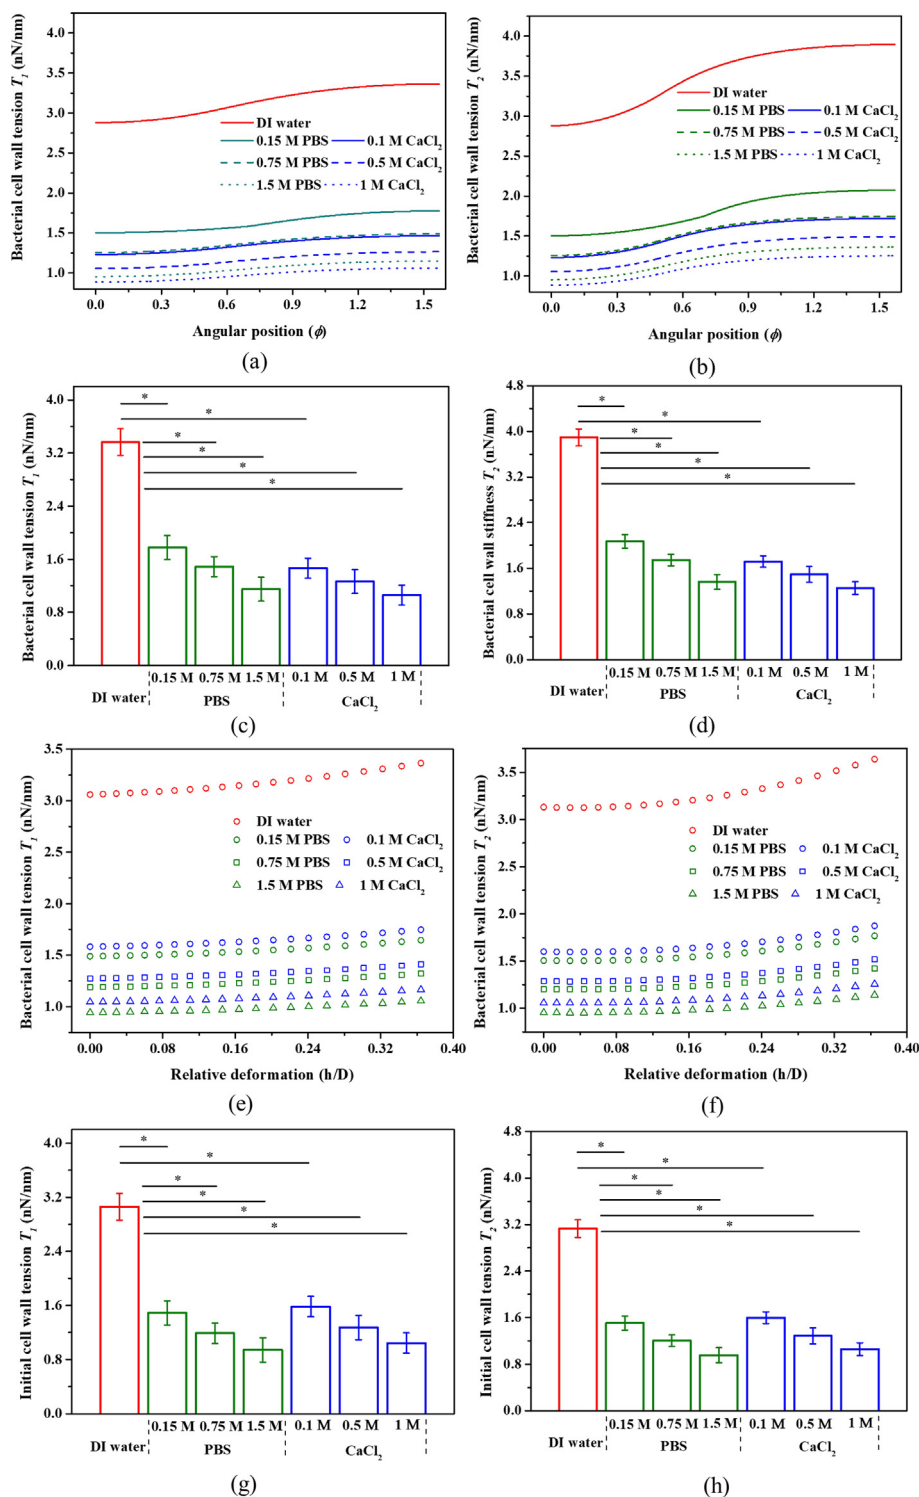 Bacterial cell wall tension T1 (nN/nm)
4.0
3.5
3.0
2.5
2.0
1.5
1.0
DI water
0.15 M PBS 0.1 M CaCl2
0.75 M PBS 0.5 M CaCl2
1.5 M PBS 1 M CaCl2
0.0 0.3 0.6 0.9 1.2 1.5
Angular position (ϕ)
(a)
Bacterial cell wall tension T2 (nN/nm)
4.0
3.5
3.0
2.5
2.0
1.5
1.0
DI water
0.15 M PBS 0.1 M CaCl2
0.75 M PBS 0.5 M CaCl2
1.5 M PBS 1 M CaCl2
0.0 0.3 0.6 0.9 1.2 1.5
Angular position (ϕ)
(b)
Bacterial cell wall tension T1 (nN/nm)
4.0
3.2
2.4
1.6
0.8
0.0
*
*
*
*
*
*
0.15 M 0.75 M 1.5 M 0.1 M 0.5 M 1 M
DI water PBS CaCl2
(c)
Bacterial cell wall stiffness T2 (nN/nm)
4.8
4.0
3.2
2.4
1.6
0.8
0.0
*
*
*
*
*
*
0.15 M 0.75 M 1.5 M 0.1 M 0.5 M 1 M
DI water PBS CaCl2
(d)
Bacterial cell wall tension T1 (nN/nm)
3.5
3.0
2.5
2.0
1.5
1.0
DI water
0.15 M PBS 0.1 M CaCl2
0.75 M PBS 0.5 M CaCl2
1.5 M PBS 1 M CaCl2
0.00 0.08 0.16 0.24 0.32 0.40
Relative deformation (h/D)
(e)
Bacterial cell wall tension T2 (nN/nm)
3.5
3.0
2.5
2.0
1.5
1.0
DI water
0.15 M PBS 0.1 M CaCl2
0.75 M PBS 0.5 M CaCl2
1.5 M PBS 1 M CaCl2
0.00 0.08 0.16 0.24 0.32 0.40
Relative deformation (h/D)
(f)
Initial cell wall tension T1 (nN/nm)
4.0
3.2
2.4
1.6
0.8
0.0
*
*
*
*
*
*
0.15 M 0.75 M 1.5 M 0.1 M 0.5 M 1 M
DI water PBS CaCl2
(g)
Initial cell wall tension T2 (nN/nm)
4.8
4.0
3.2
2.4
1.6
0.8
0.0
*
*
*
*
*
*
0.15 M 0.75 M 1.5 M 0.1 M 0.5 M 1 M
DI water PBS CaCl2
(h)